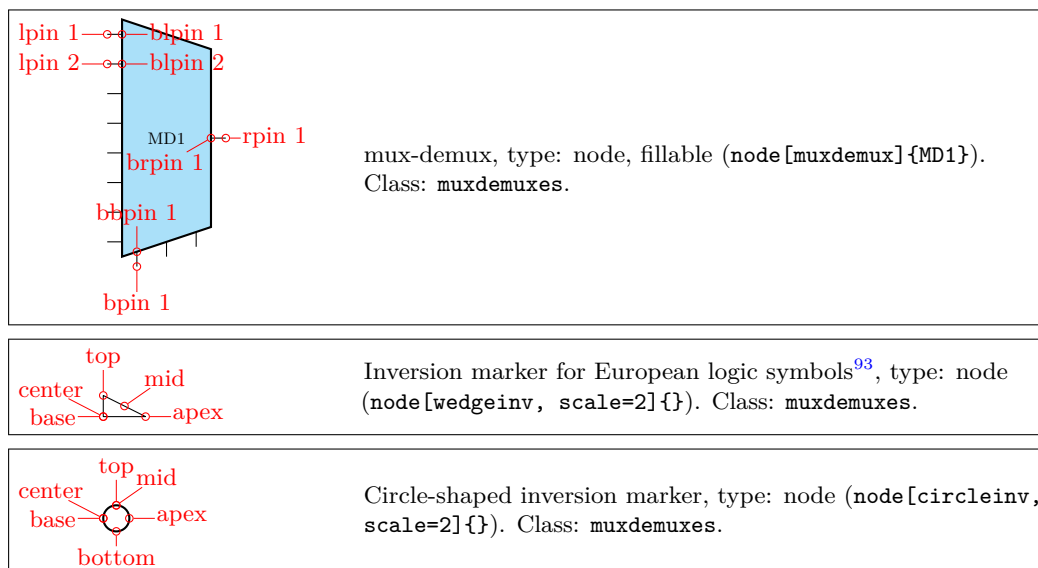 lpin 1 blpin 1
lpin 2 blpin 2
MD1 rpin 1
brpin 1
bbpin 1
bpin 1
mux-demux, type: node, fillable (node[muxdemux]{MD1}).
Class: muxdemuxes.
top
mid
center
base apex
Inversion marker for European logic symbols93, type: node
(node[wedgeinv, scale=2]{}). Class: muxdemuxes.
top mid
center
base apex
bottom
Circle-shaped inversion marker, type: node (node[circleinv,
scale=2]{}). Class: muxdemuxes.